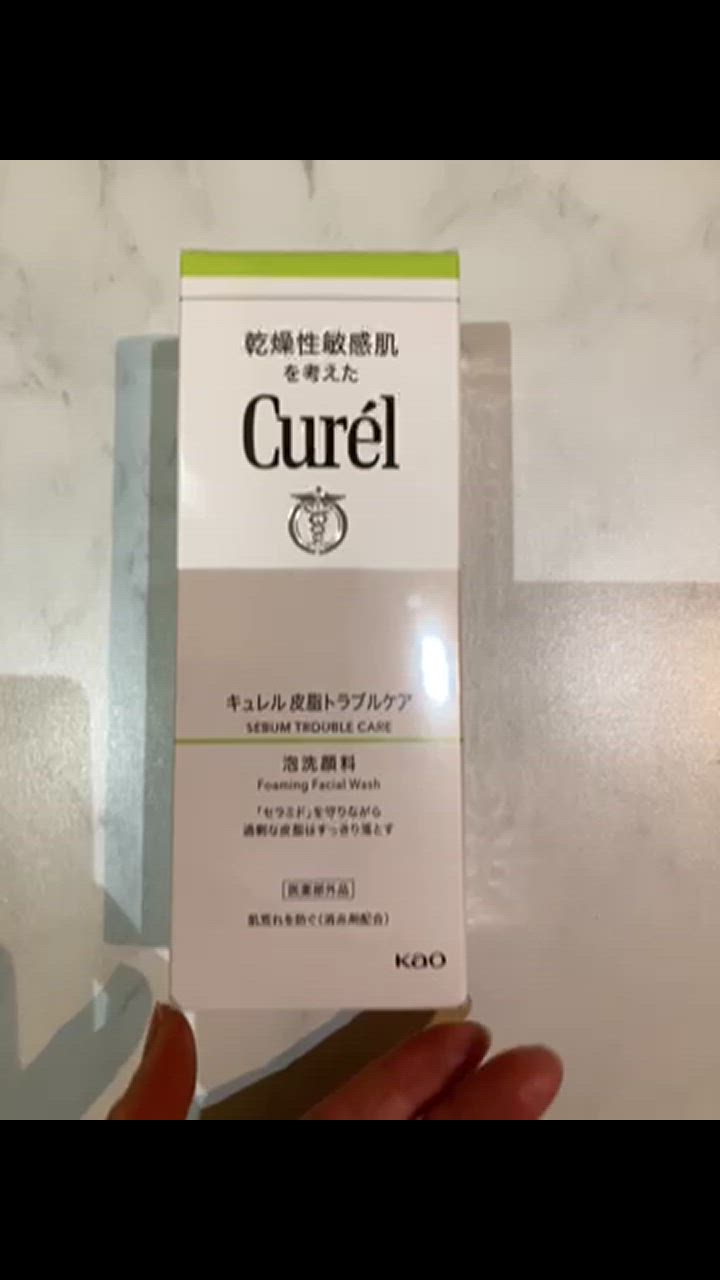 乾燥性敏感肌
を考えた
Curél
キュレル 皮脂トラブルケア
SEBUM TROUBLE CARE
泡洗顔料
Foaming Facial Wash
「セラミド」を守りながら
過剰な皮脂はすっきり落とす
医薬部外品
肌荒れを防ぐ(消炎剤配合)
Kao